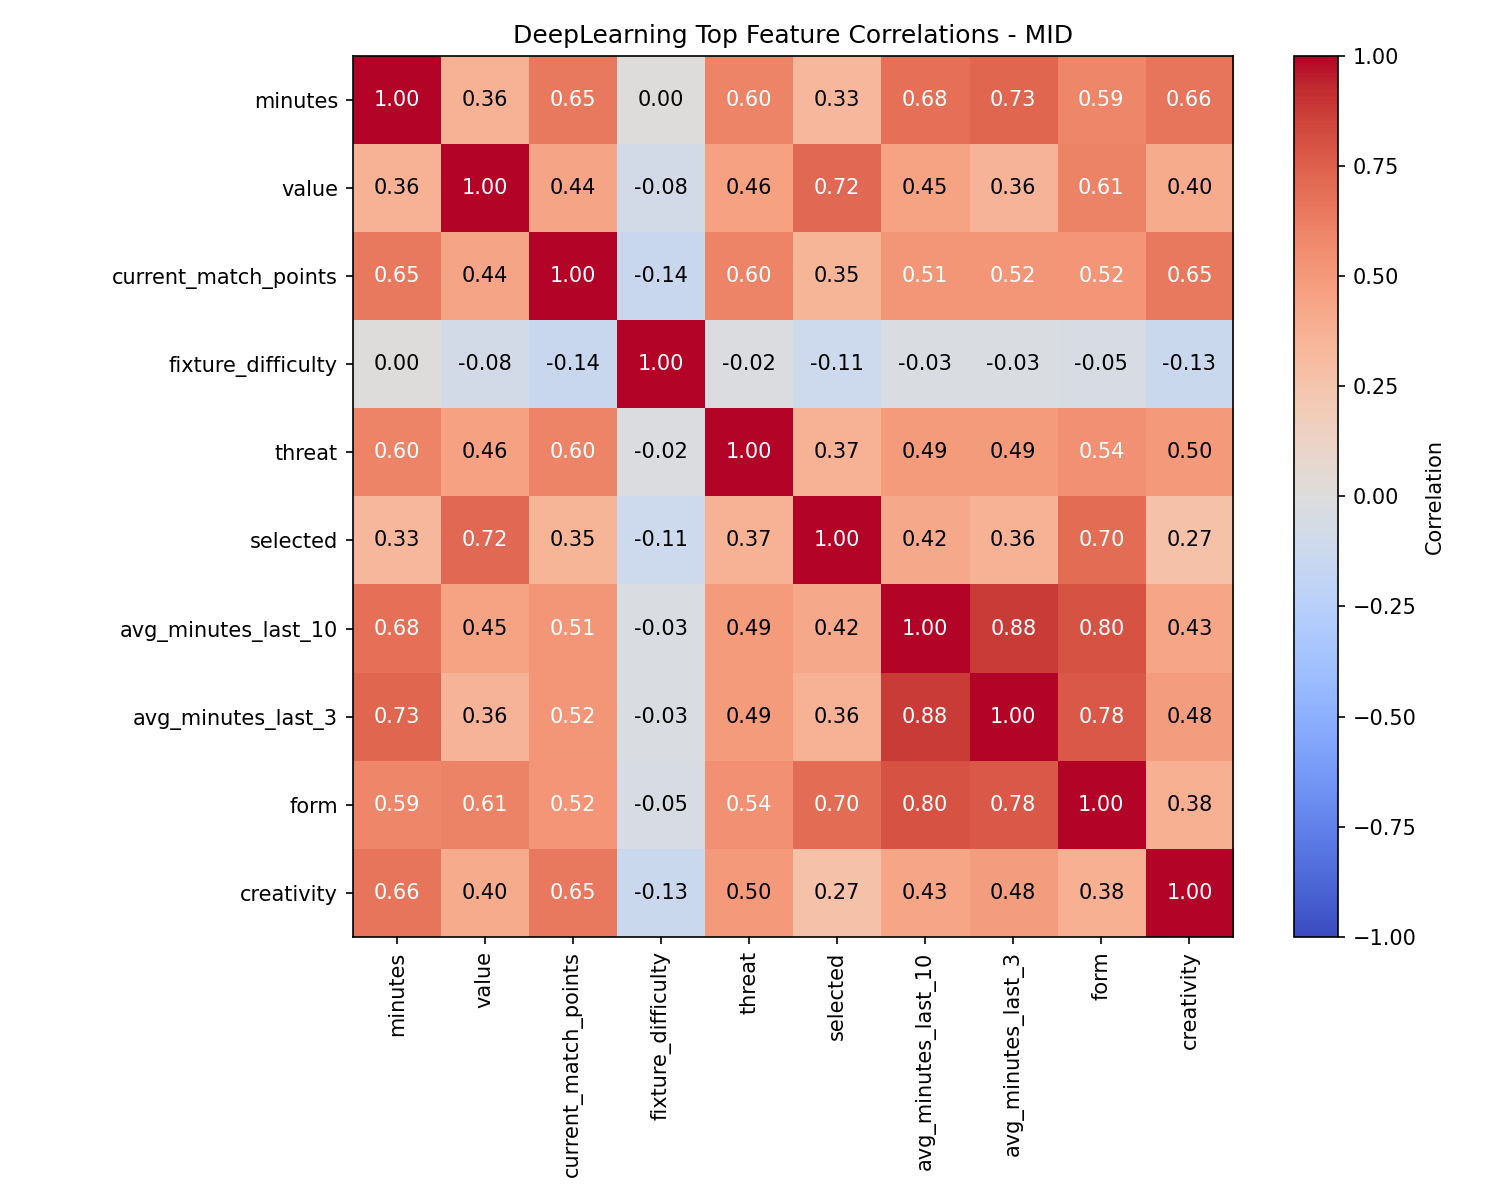 DeepLearning Top Feature Correlations - MID
minutes 1.00 0.36 0.65 0.00 0.60 0.33 0.68 0.73 0.59 0.66
value 0.36 1.00 0.44 -0.08 0.46 0.72 0.45 0.36 0.61 0.40
current_match_points 0.65 0.44 1.00 -0.14 0.60 0.35 0.51 0.52 0.52 0.65
fixture_difficulty 0.00 -0.08 -0.14 1.00 -0.02 -0.11 -0.03 -0.03 -0.05 -0.13
threat 0.60 0.46 0.60 -0.02 1.00 0.37 0.49 0.49 0.54 0.50
selected 0.33 0.72 0.35 -0.11 0.37 1.00 0.42 0.36 0.70 0.27
avg_minutes_last_10 0.68 0.45 0.51 -0.03 0.49 0.42 1.00 0.88 0.80 0.43
avg_minutes_last_3 0.73 0.36 0.52 -0.03 0.49 0.36 0.88 1.00 0.78 0.48
form 0.59 0.61 0.52 -0.05 0.54 0.70 0.80 0.78 1.00 0.38
creativity 0.66 0.40 0.65 -0.13 0.50 0.27 0.43 0.48 0.38 1.00
minutes
value
current_match_points
fixture_difficulty
threat
selected
avg_minutes_last_10
avg_minutes_last_3
form
creativity
1.00
0.75
0.50
0.25
0.00
−0.25
−0.50
−0.75
−1.00
Correlation